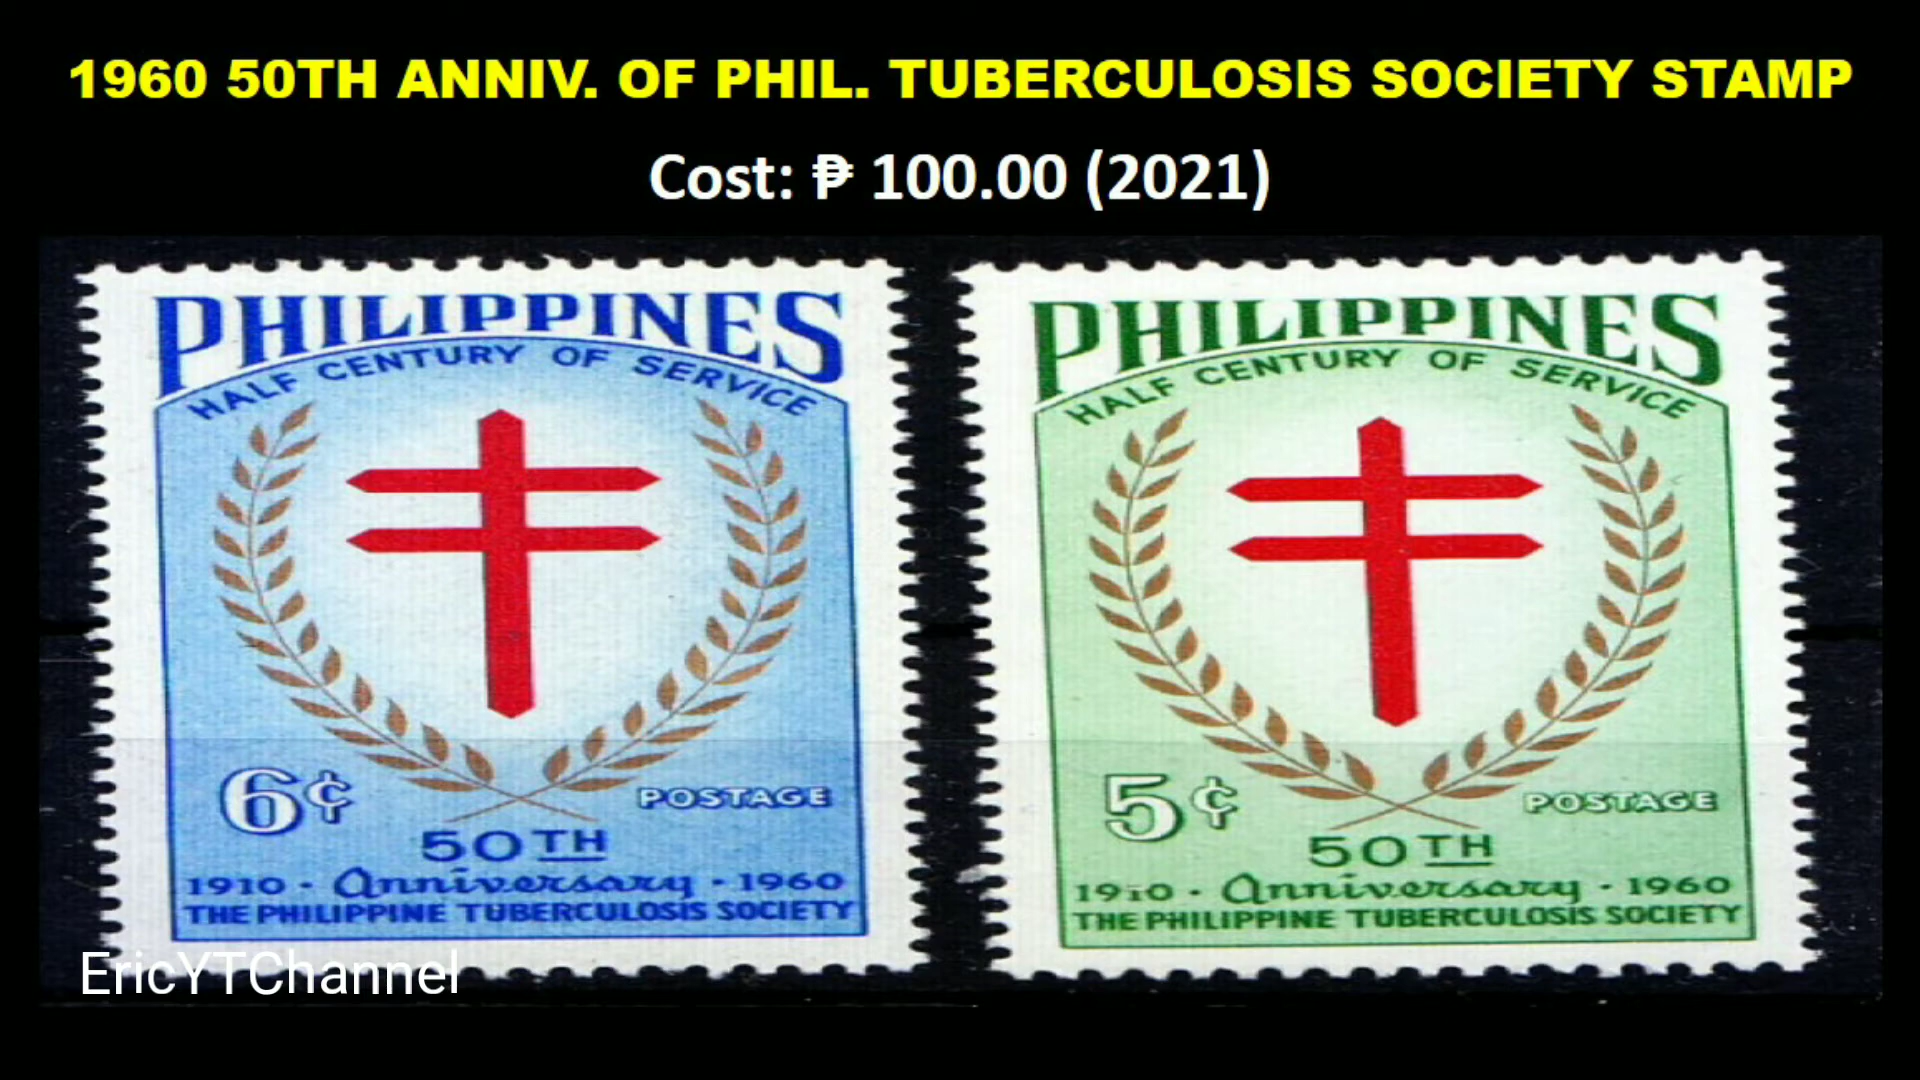 1960 50TH ANNIV. OF PHIL. TUBERCULOSIS SOCIETY STAMP
Cost: ₱ 100.00 (2021)
PHILIPPINES
HALF CENTURY OF SERVICE
6¢
POSTAGE
50TH
1910 · Anniversary · 1960
THE PHILIPPINE TUBERCULOSIS SOCIETY
PHILIPPINES
HALF CENTURY OF SERVICE
5¢
POSTAGE
50TH
1910 · Anniversary · 1960
THE PHILIPPINE TUBERCULOSIS SOCIETY
EricYTChannel